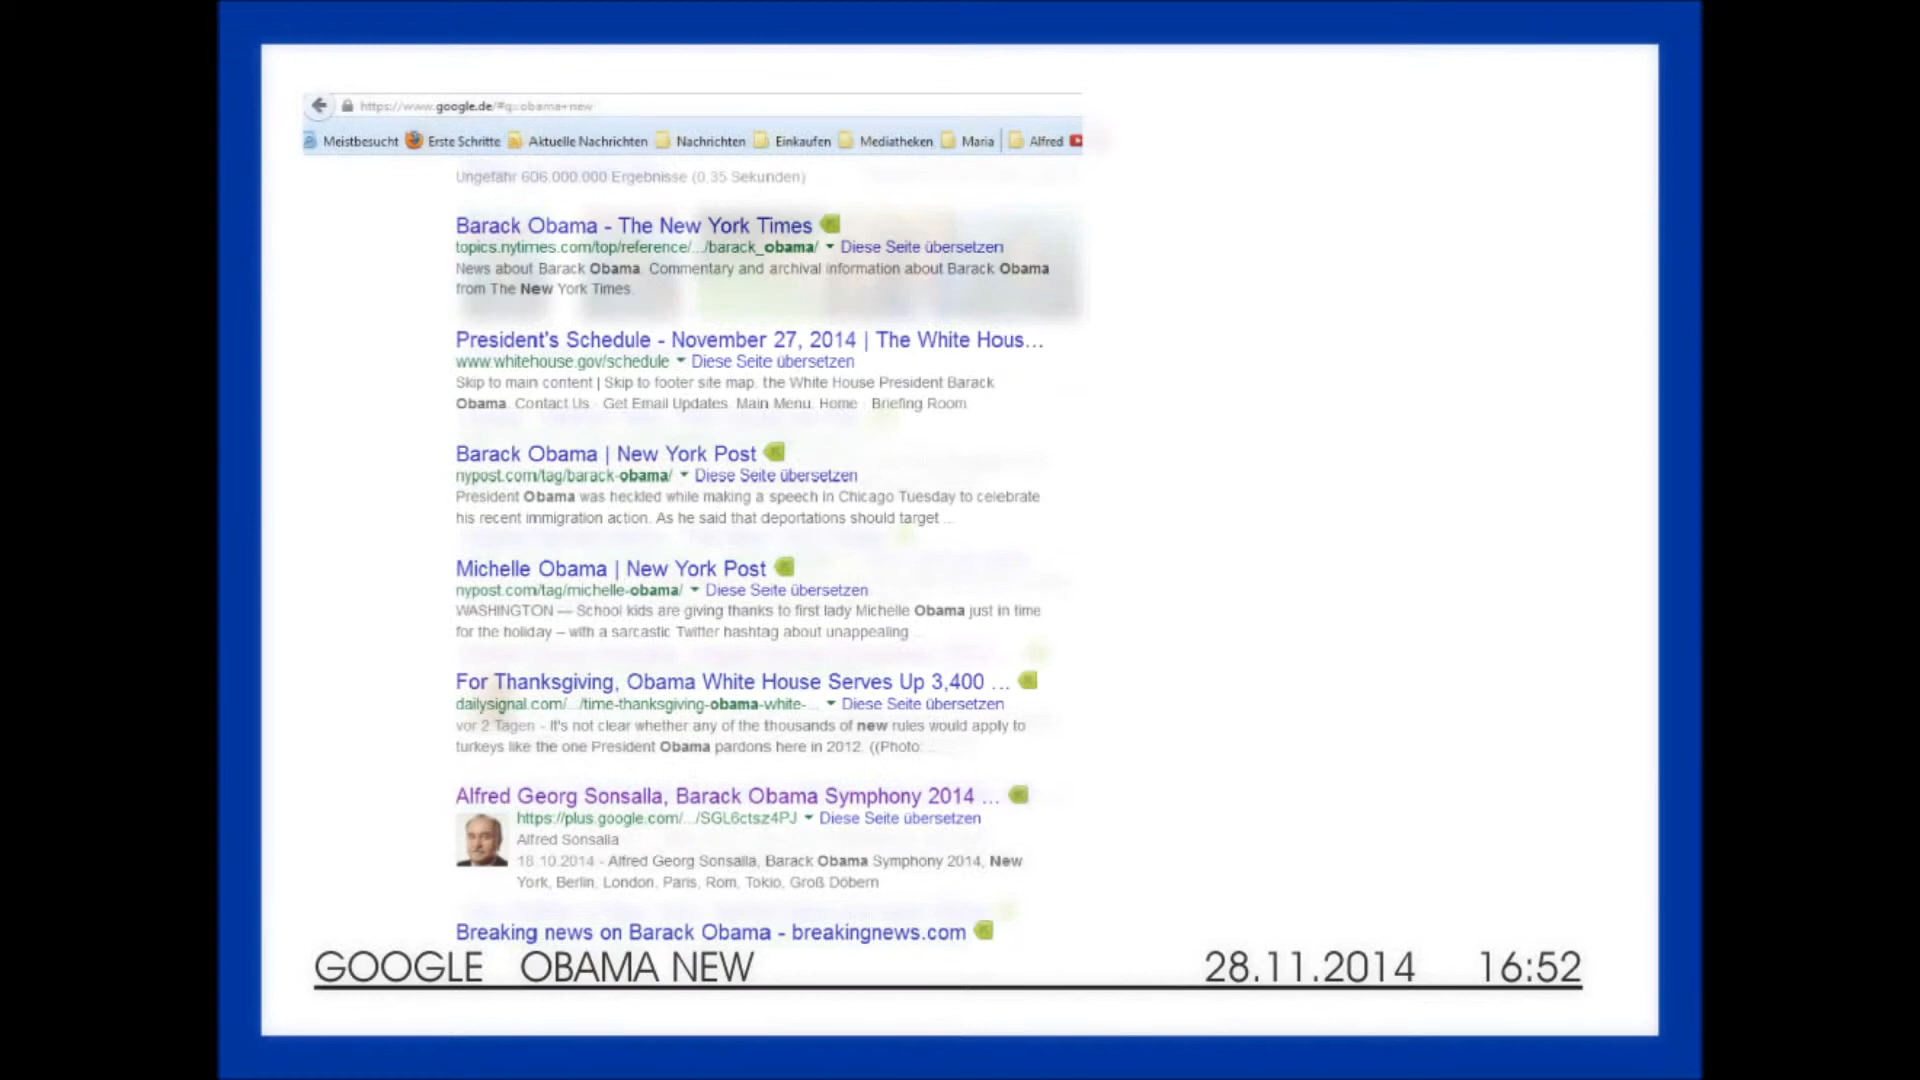 https://www.google.de/#q=obama+new
Meistbesucht Erste Schritte Aktuelle Nachrichten Nachrichten Einkaufen Mediatheken Maria Alfred
Ungefähr 606.000.000 Ergebnisse (0,35 Sekunden)
Barack Obama - The New York Times
topics.nytimes.com/top/reference/.../barack_obama/ Diese Seite übersetzen
News about Barack Obama. Commentary and archival information about Barack Obama
from The New York Times.
President's Schedule - November 27, 2014 | The White Hous...
www.whitehouse.gov/schedule Diese Seite übersetzen
Skip to main content | Skip to footer site map. the White House President Barack
Obama. Contact Us · Get Email Updates. Main Menu. Home · Briefing Room
Barack Obama | New York Post
nypost.com/tag/barack-obama/ Diese Seite übersetzen
President Obama was heckled while making a speech in Chicago Tuesday to celebrate
his recent immigration action. As he said that deportations should target ...
Michelle Obama | New York Post
nypost.com/tag/michelle-obama/ Diese Seite übersetzen
WASHINGTON — School kids are giving thanks to first lady Michelle Obama just in time
for the holiday – with a sarcastic Twitter hashtag about unappealing ...
For Thanksgiving, Obama White House Serves Up 3,400 ...
dailysignal.com/.../time-thanksgiving-obama-white-... Diese Seite übersetzen
vor 2 Tagen - It's not clear whether any of the thousands of new rules would apply to
turkeys like the one President Obama pardons here in 2012. ((Photo: ...
Alfred Georg Sonsalla, Barack Obama Symphony 2014 ...
https://plus.google.com/.../SGL6ctsz4PJ Diese Seite übersetzen
Alfred Sonsalla
18.10.2014 - Alfred Georg Sonsalla, Barack Obama Symphony 2014, New
York, Berlin, London, Paris, Rom, Tokio, Groß Döbern
Breaking news on Barack Obama - breakingnews.com
GOOGLE OBAMA NEW 28.11.2014 16:52